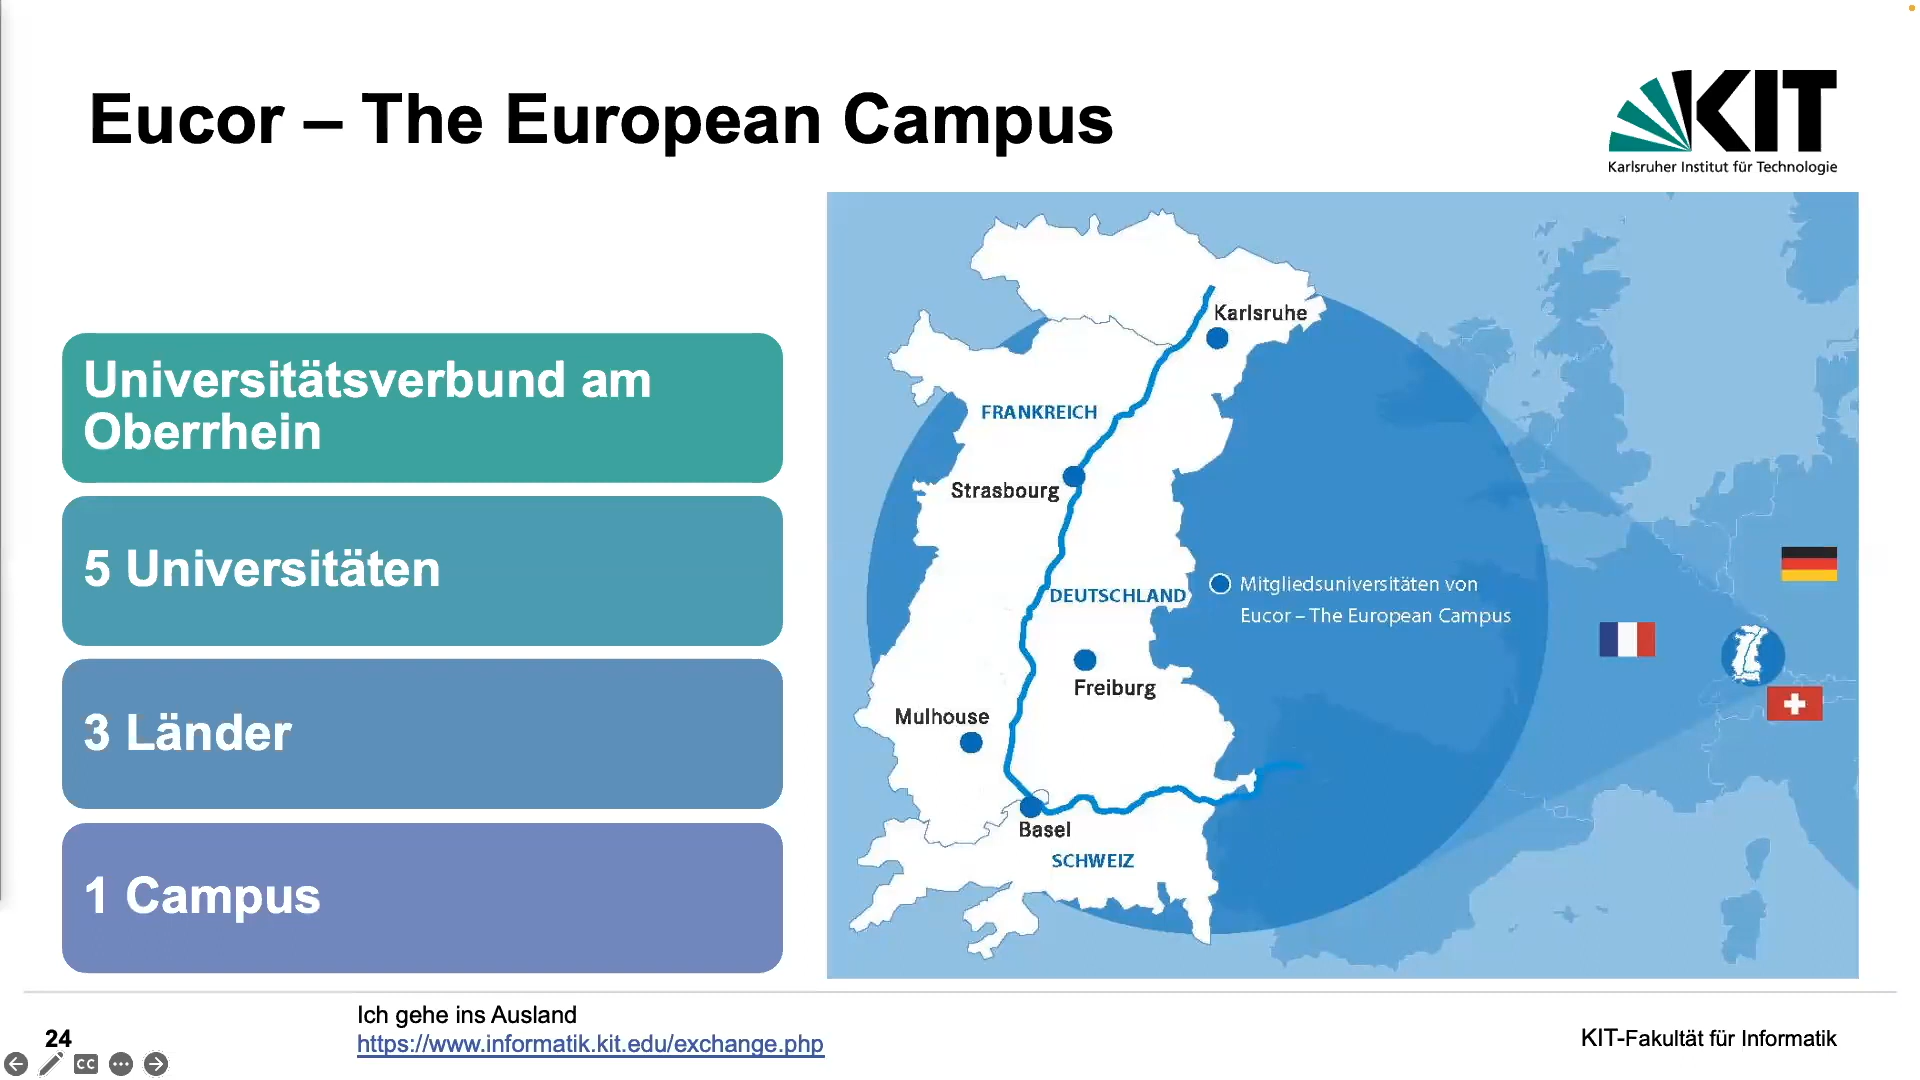 Eucor – The European Campus
KIT
Karlsruher Institut für Technologie
Universitätsverbund am
Oberrhein
5 Universitäten
3 Länder
1 Campus
Karlsruhe
FRANKREICH
Strasbourg
DEUTSCHLAND
Mitgliedsuniversitäten von
Eucor – The European Campus
Freiburg
Mulhouse
Basel
SCHWEIZ
24
Ich gehe ins Ausland
https://www.informatik.kit.edu/exchange.php
KIT-Fakultät für Informatik
CC